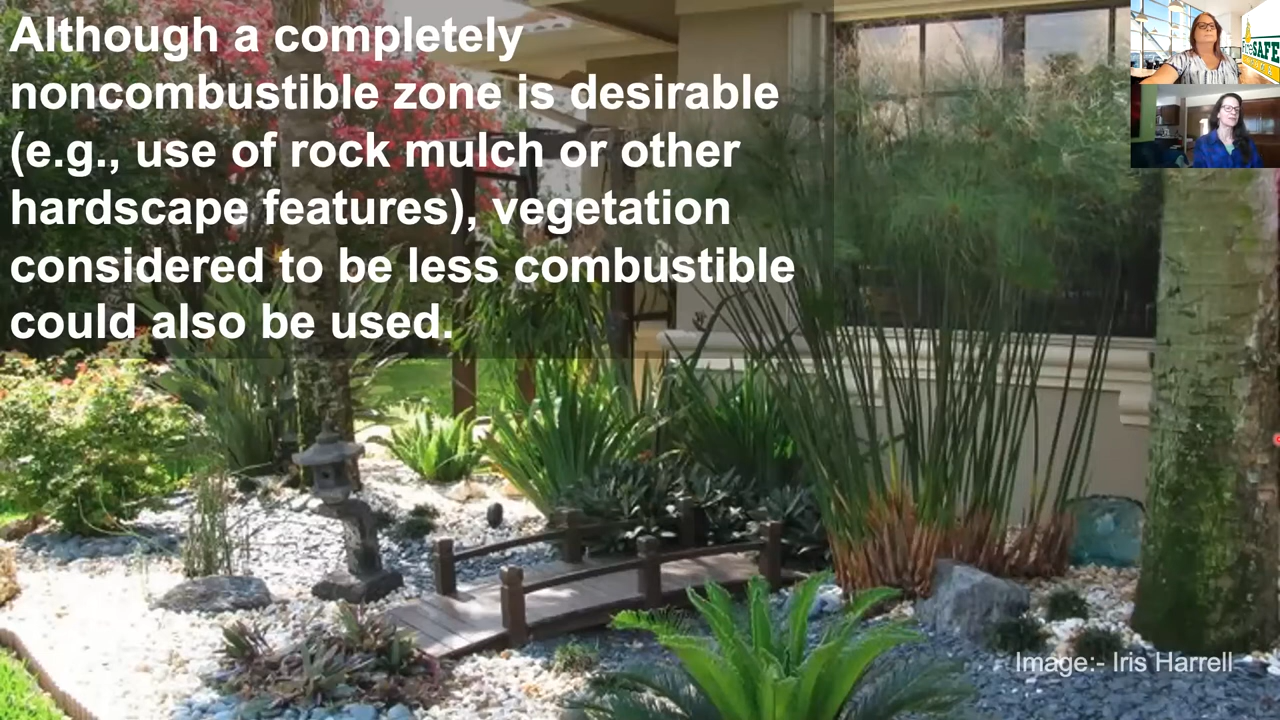 Although a completely
noncombustible zone is desirable
(e.g., use of rock mulch or other
hardscape features), vegetation
considered to be less combustible
could also be used.
SAFE
Image:- Iris Harrell